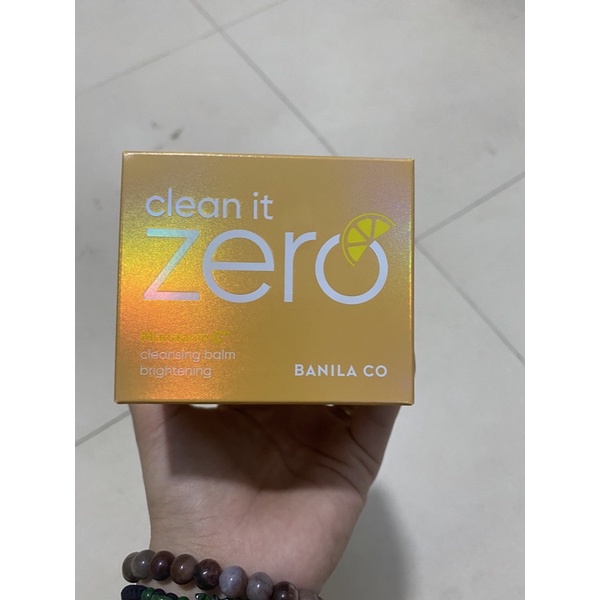 clean it
zero
cleansing balm
brightening
BANILA CO